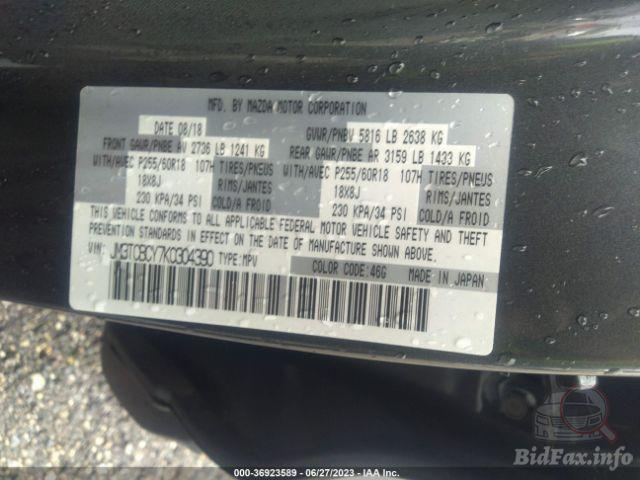 MFD. BY MAZDA MOTOR CORPORATION
DATE 08/18 GVWR/PNBV 5816 LB 2638 KG
FRONT GAWR/PNBE AV 2736 LB 1241 KG REAR GAWR/PNBE AR 3159 LB 1433 KG
WITH/AVEC P255/60R18 107H TIRES/PNEUS WITH/AVEC P255/60R18 107H TIRES/PNEUS
18X8J RIMS/JANTES 18X8J RIMS/JANTES
230 KPA/34 PSI COLD/A FROID 230 KPA/34 PSI COLD/A FROID
THIS VEHICLE CONFORMS TO ALL APPLICABLE FEDERAL MOTOR VEHICLE SAFETY AND THEFT
PREVENTION STANDARDS IN EFFECT ON THE DATE OF MANUFACTURE SHOWN ABOVE.
VIN: JM3TCBCY7K0304390 TYPE:MPV COLOR CODE:46G MADE IN JAPAN
BidFax.info
000-36923589 - 06/27/2023 - IAA Inc.